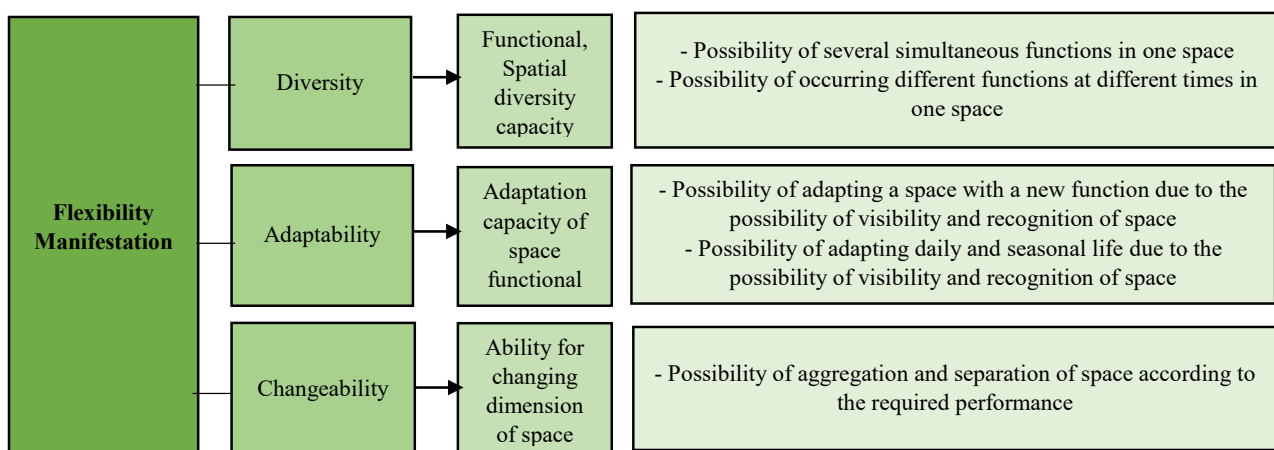 Flexibility
Manifestation
Diversity
Functional,
Spatial
diversity
capacity
- Possibility of several simultaneous functions in one space
- Possibility of occurring different functions at different times in
one space
Adaptability
Adaptation
capacity of
space
functional
- Possibility of adapting a space with a new function due to the
possibility of visibility and recognition of space
- Possibility of adapting daily and seasonal life due to the
possibility of visibility and recognition of space
Changeability
Ability for
changing
dimension
of space
- Possibility of aggregation and separation of space according to
the required performance